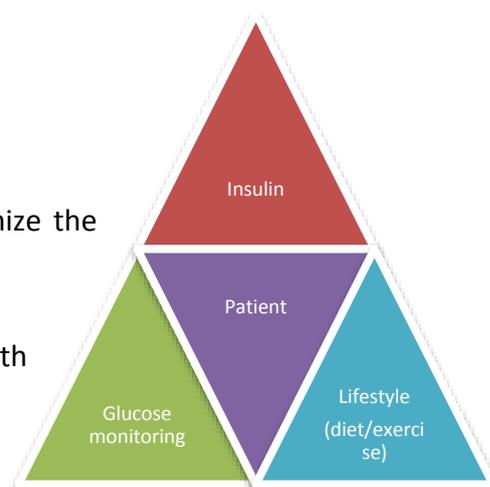 Insulin
nize the
Patient
th
Lifestyle
Glucose
(diet/exerci
monitoring
se)